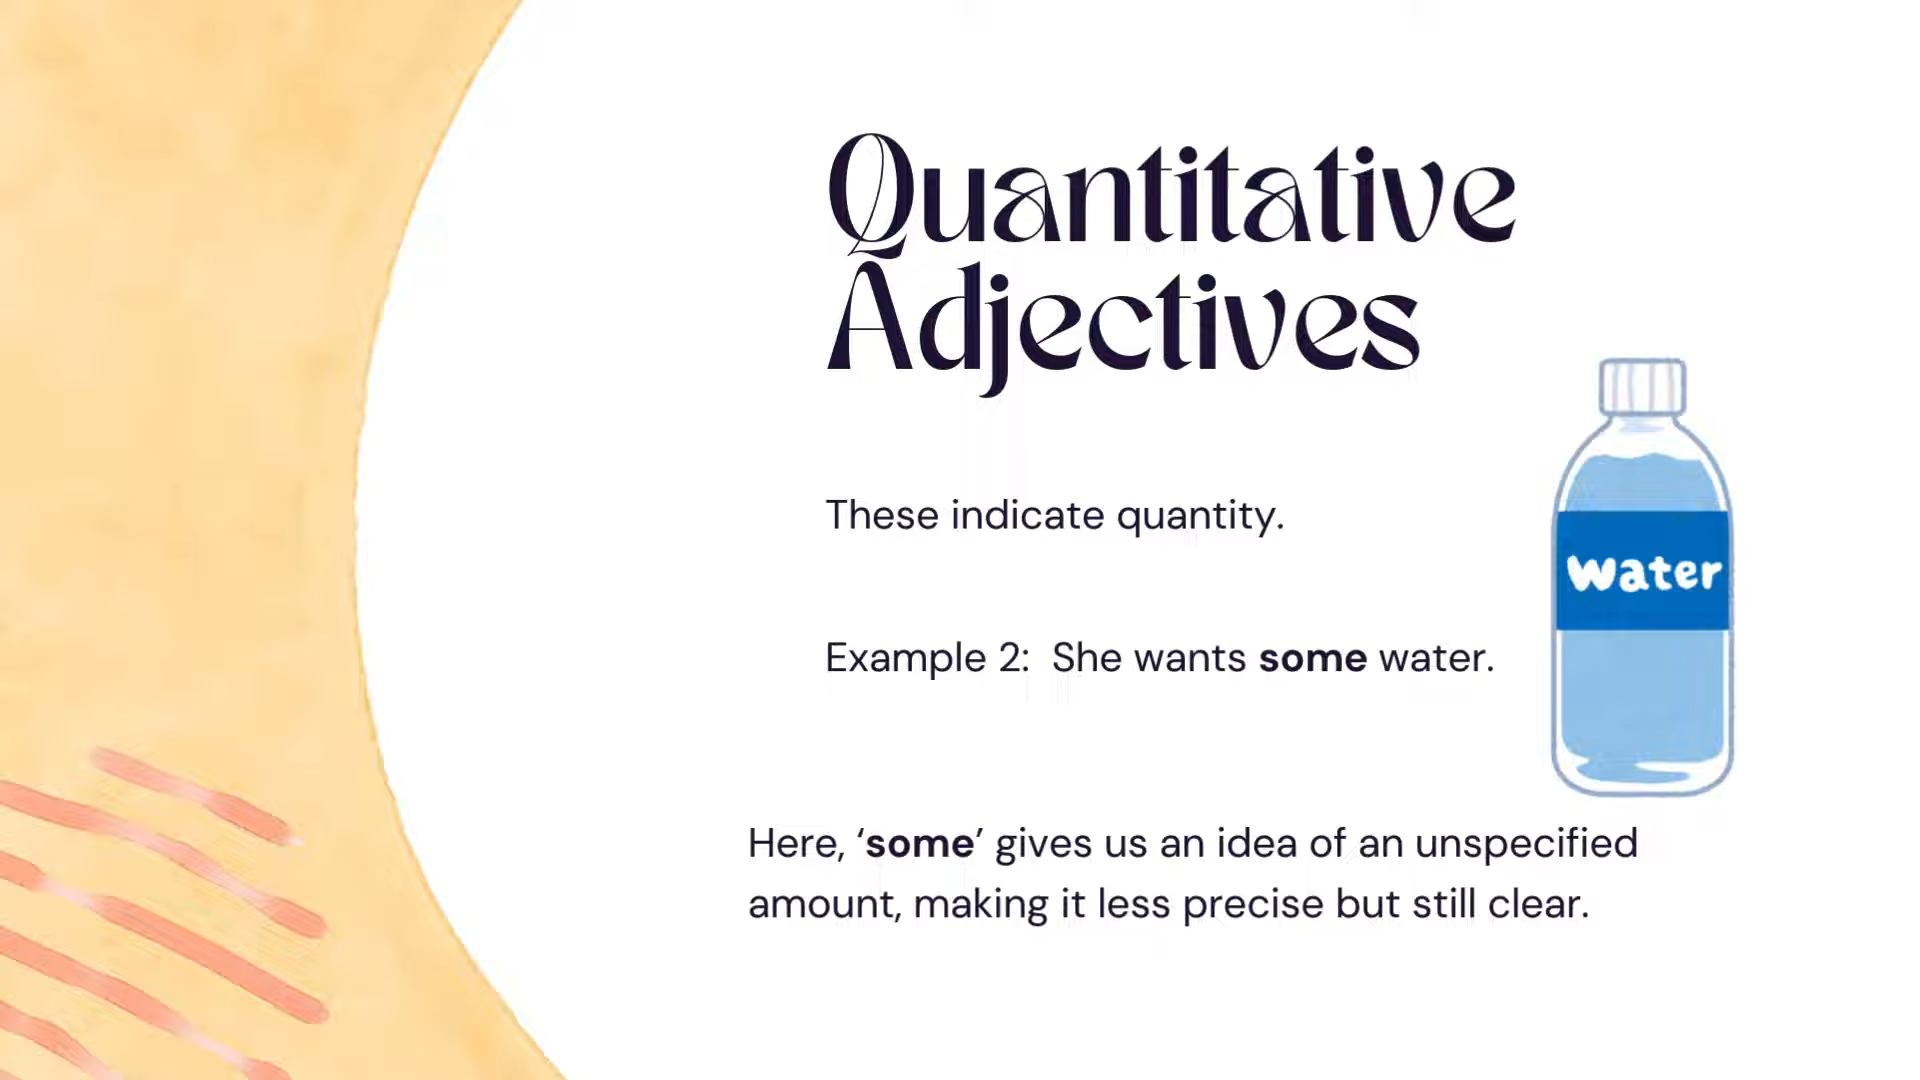 Quantitative
Adjectives
These indicate quantity.
Water
Example 2: She wants some water.
Here, ‘some’ gives us an idea of an unspecified
amount, making it less precise but still clear.